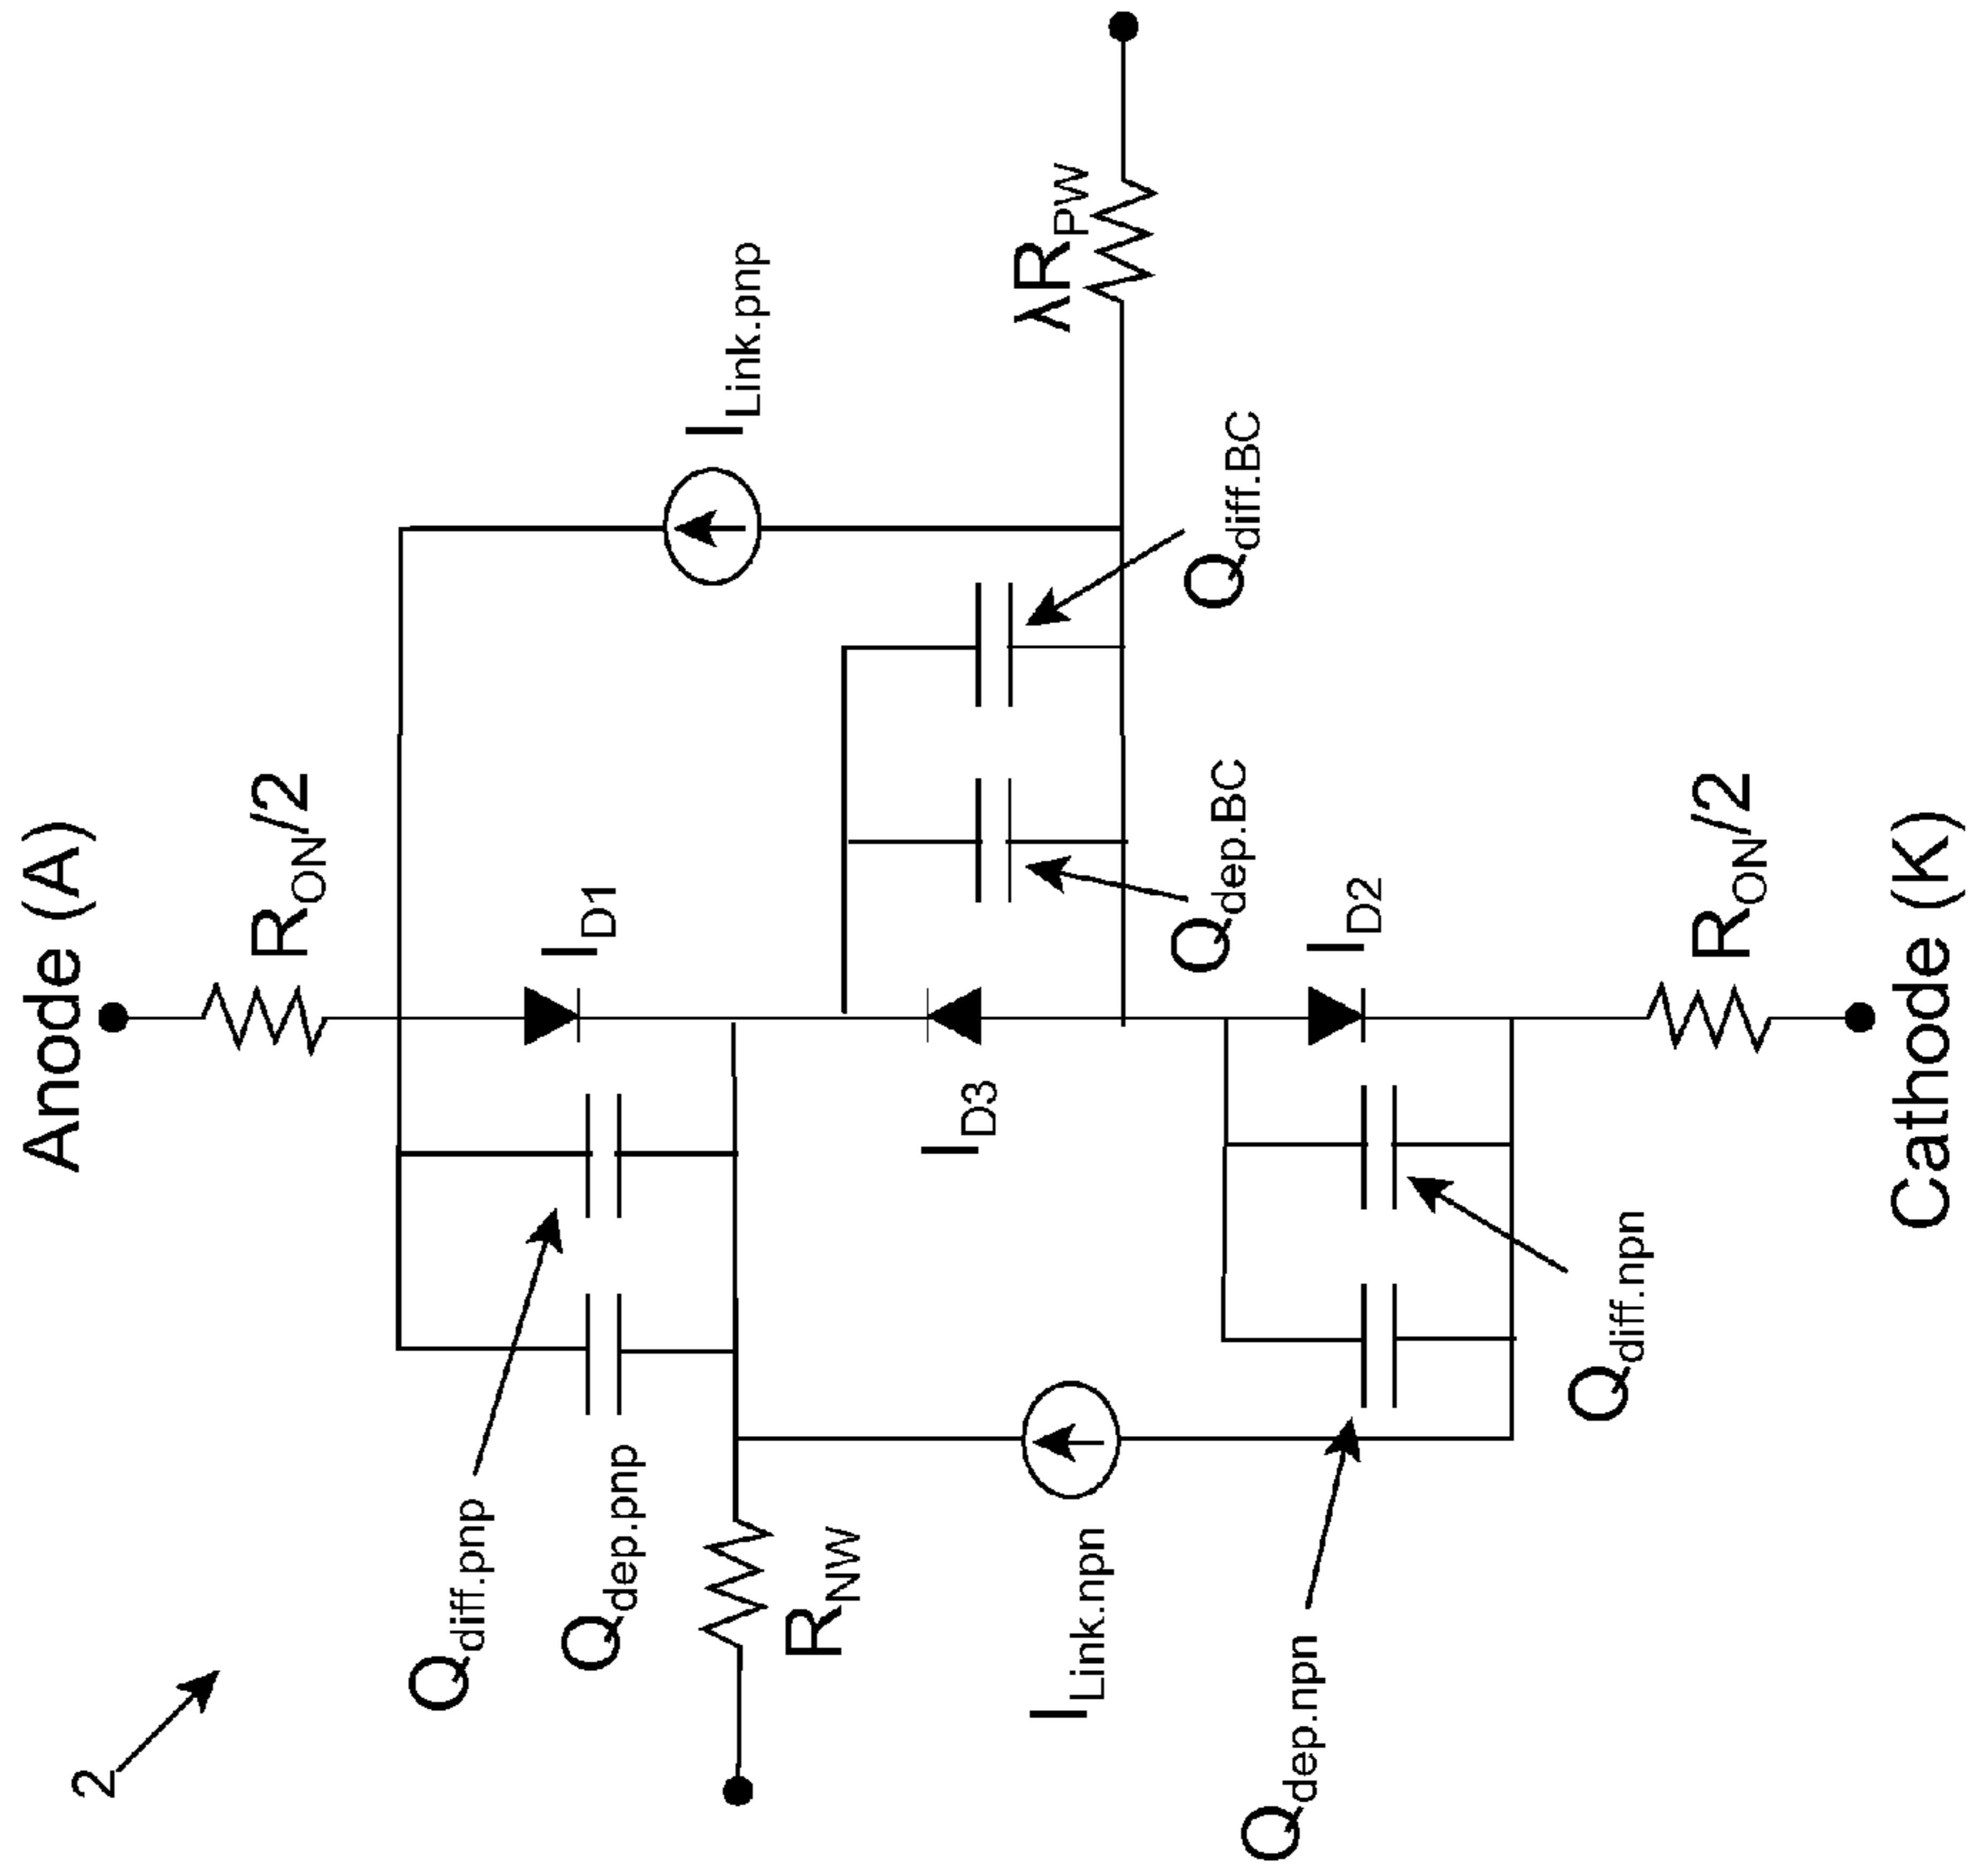 Anode (A)
2
R_ON/2
Q_diff.pnp
I_D1
Q_dep.pnp
I_Link.pnp
R_NW
I_D3
λR_PW
I_Link.npn
Q_dep.BC
Q_diff.BC
Q_dep.npn
I_D2
Q_diff.npn
R_ON/2
Cathode (K)